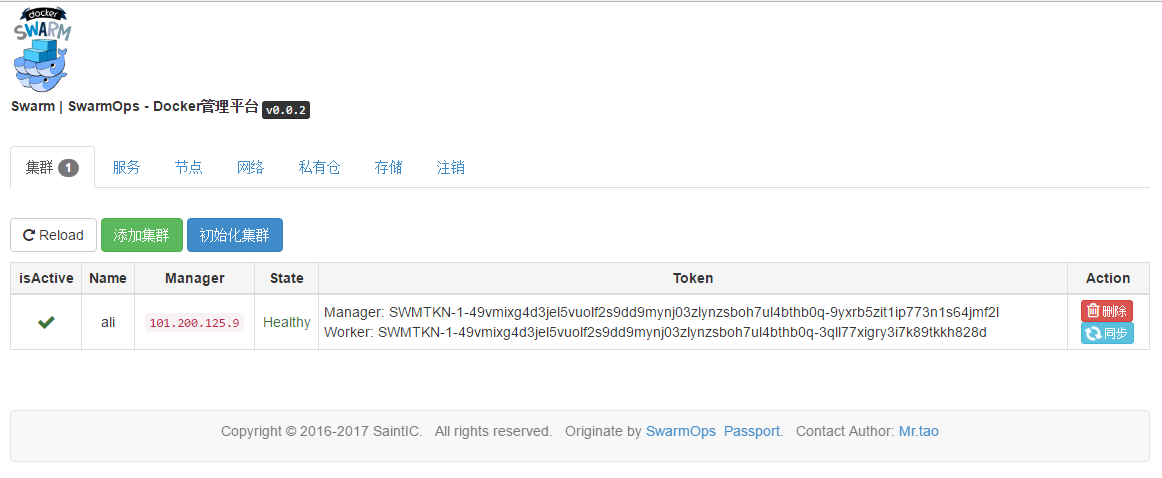 docker
SWARM
Swarm | SwarmOps - Docker管理平台 v0.0.2
集群 1 服务 节点 网络 私有仓 存储 注销
Reload 添加集群 初始化集群
isActive Name Manager State Token Action
ali 101.200.125.9 Healthy
Manager: SWMTKN-1-49vmixg4d3jel5vuolf2s9dd9mynj03zlynzsboh7ul4bthb0q-9yxrb5zit1ip773n1s64jmf2l
Worker: SWMTKN-1-49vmixg4d3jel5vuolf2s9dd9mynj03zlynzsboh7ul4bthb0q-3qll77xigry3i7k89tkkh828d
删除
同步
Copyright © 2016-2017 SaintIC. All rights reserved. Originate by SwarmOps Passport. Contact Author: Mr.tao